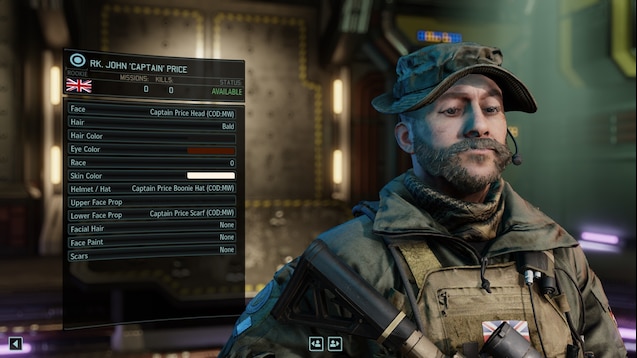 RK. JOHN 'CAPTAIN' PRICE
ROOKIE MISSIONS: KILLS: STATUS
0 0 AVAILABLE
Face Captain Price Head (COD:MW)
Hair Bald
Hair Color
Eye Color
Race 0
Skin Color
Helmet / Hat Captain Price Boonie Hat (COD:MW)
Upper Face Prop
Lower Face Prop Captain Price Scarf (COD:MW)
Facial Hair None
Face Paint None
Scars None